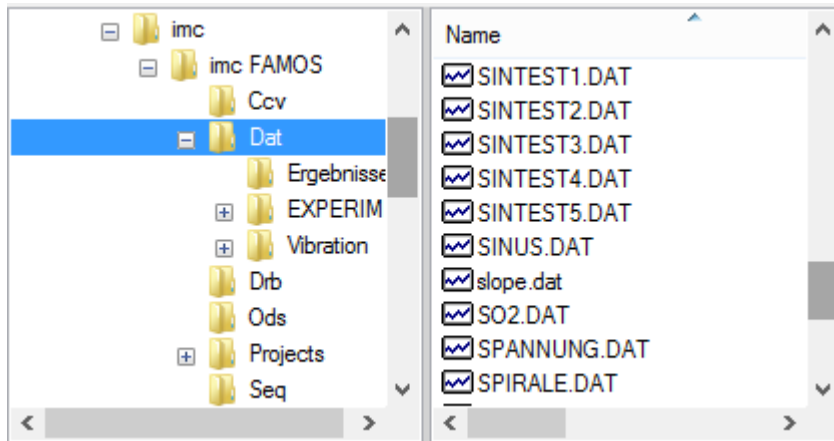 imc
imc FAMOS
Ccv
Dat
Ergebnisse
EXPERIM
Vibration
Drb
Ods
Projects
Seq
Name
SINTEST1.DAT
SINTEST2.DAT
SINTEST3.DAT
SINTEST4.DAT
SINTEST5.DAT
SINUS.DAT
slope.dat
SO2.DAT
SPANNUNG.DAT
SPIRALE.DAT